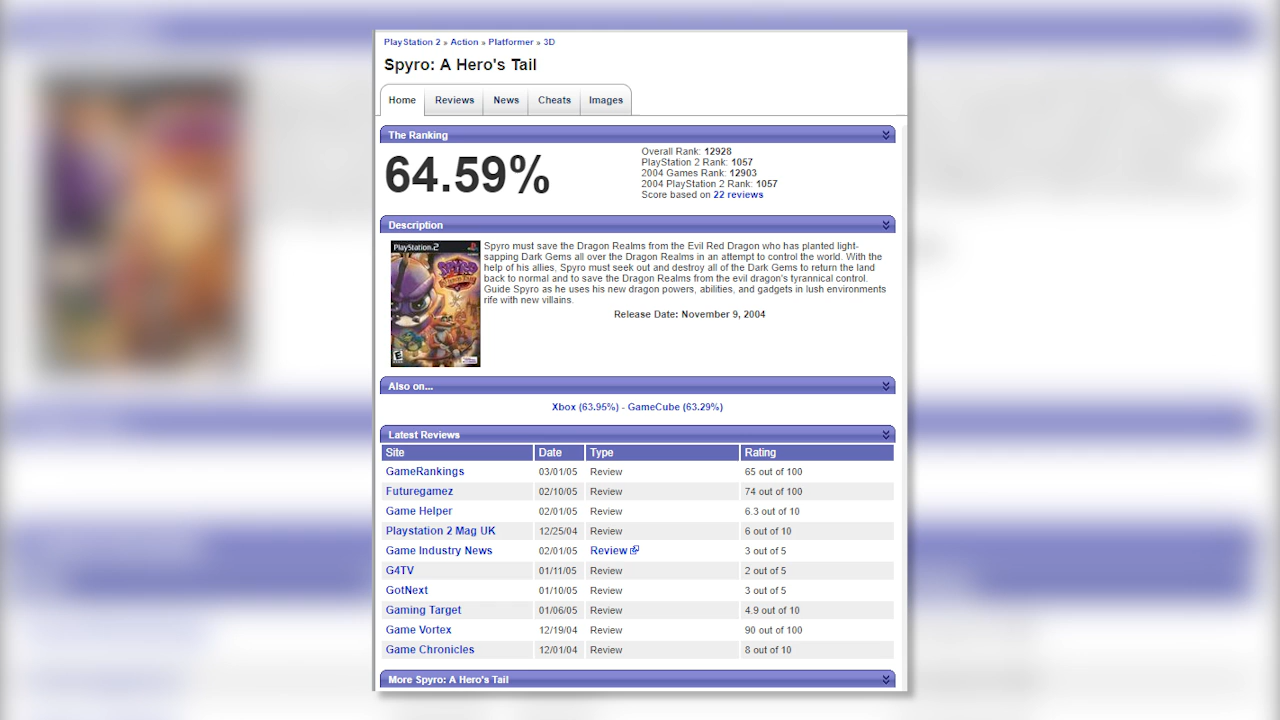 PlayStation 2 » Action » Platformer » 3D
Spyro: A Hero's Tail
Home Reviews News Cheats Images
The Ranking
64.59%
Overall Rank: 12928
PlayStation 2 Rank: 1057
2004 Games Rank: 12903
2004 PlayStation 2 Rank: 1057
Score based on 22 reviews
Description
PlayStation.2
SPYRO
Spyro must save the Dragon Realms from the Evil Red Dragon who has planted light-
sapping Dark Gems all over the Dragon Realms in an attempt to control the world. With the
help of his allies, Spyro must seek out and destroy all of the Dark Gems to return the land
back to normal and to save the Dragon Realms from the evil dragon's tyrannical control.
Guide Spyro as he uses his new dragon powers, abilities, and gadgets in lush environments
rife with new villains.
Release Date: November 9, 2004
Also on...
Xbox (63.95%) - GameCube (63.29%)
Latest Reviews
Site Date Type Rating
GameRankings 03/01/05 Review 65 out of 100
Futuregamez 02/10/05 Review 74 out of 100
Game Helper 02/01/05 Review 6.3 out of 10
Playstation 2 Mag UK 12/25/04 Review 6 out of 10
Game Industry News 02/01/05 Review 3 out of 5
G4TV 01/11/05 Review 2 out of 5
GotNext 01/10/05 Review 3 out of 5
Gaming Target 01/06/05 Review 4.9 out of 10
Game Vortex 12/19/04 Review 90 out of 100
Game Chronicles 12/01/04 Review 8 out of 10
More Spyro: A Hero's Tail